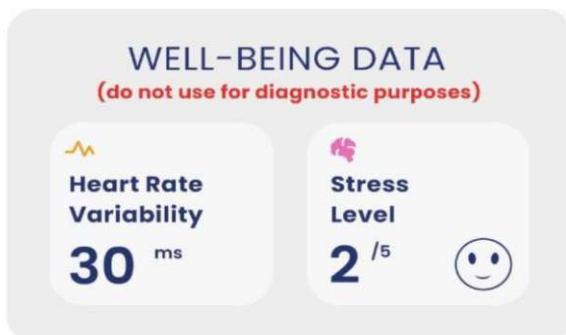 WELL-BEING DATA
(do not use for diagnostic purposes)
Heart Rate
Variability
30 ms
Stress
Level
2 /5